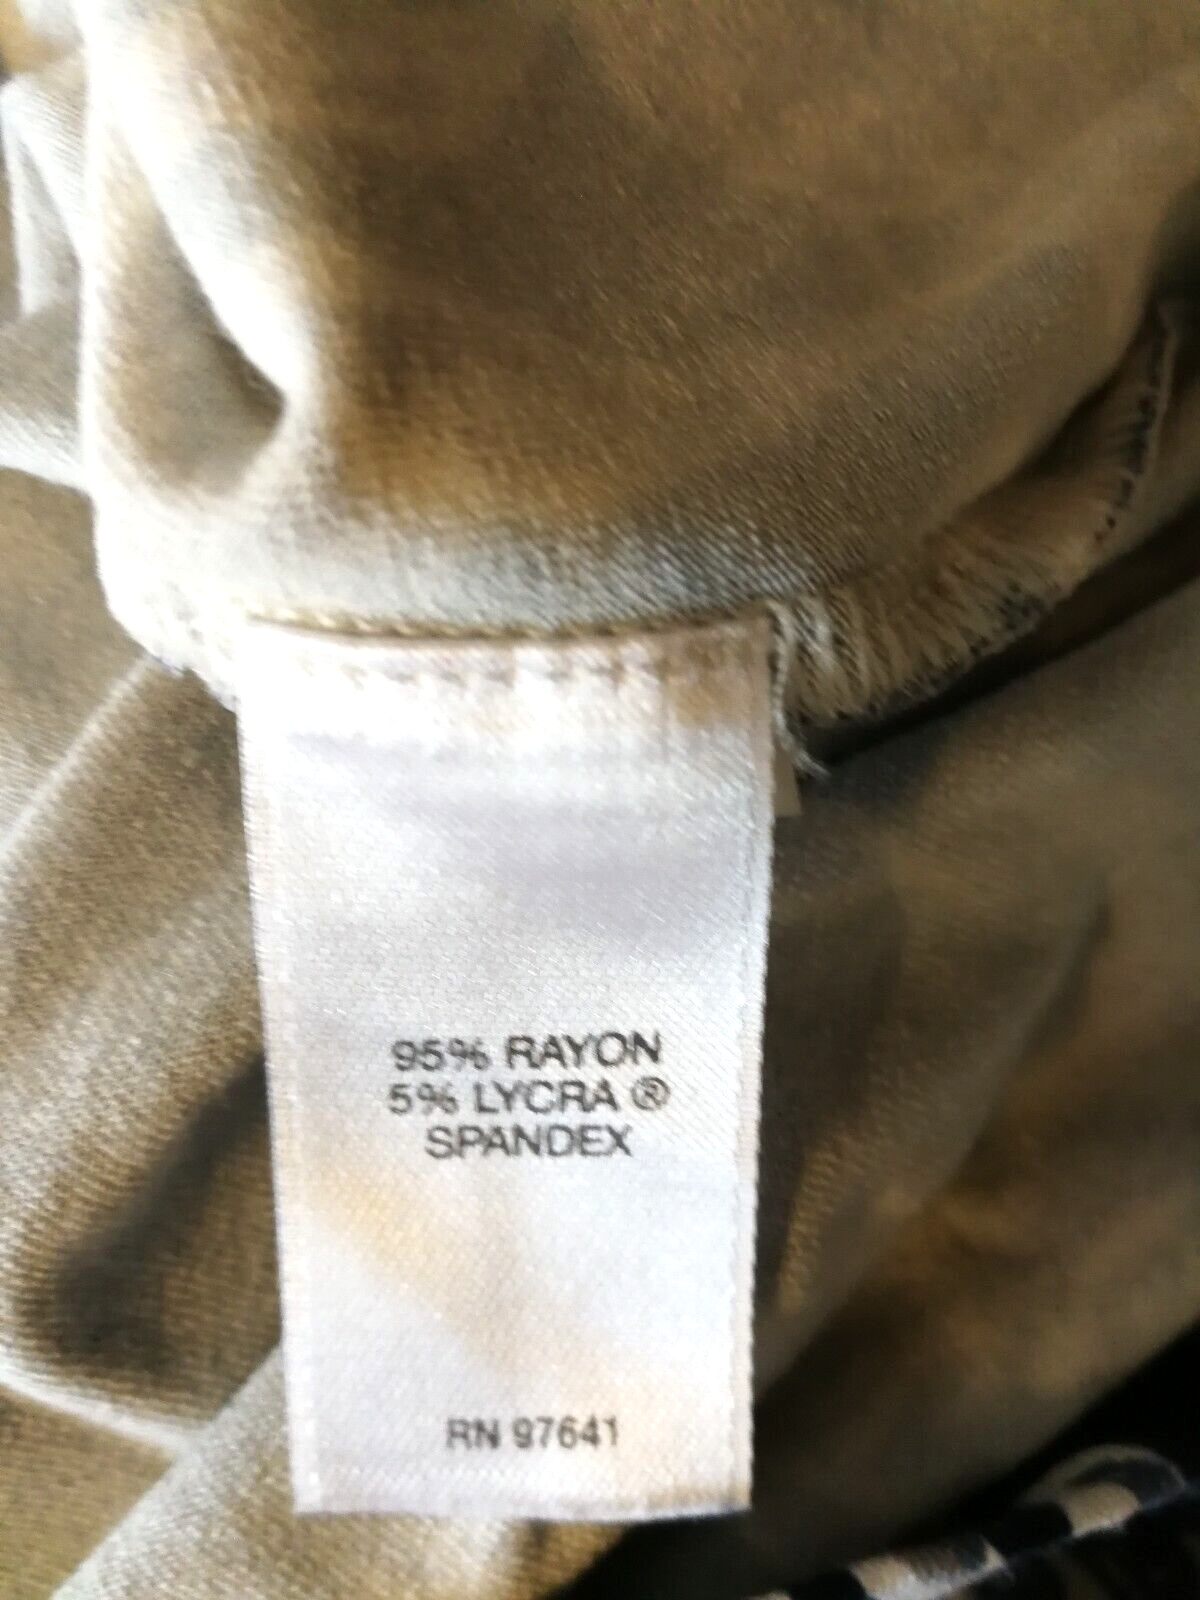 95% RAYON
5% LYCRA ®
SPANDEX
RN 97641